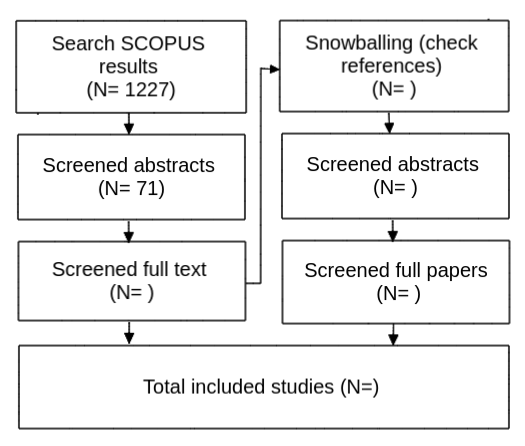 Search SCOPUS
results
(N= 1227)
Screened abstracts
(N= 71)
Screened full text
(N= )
Snowballing (check
references)
(N= )
Screened abstracts
(N= )
Screened full papers
(N= )
Total included studies (N=)